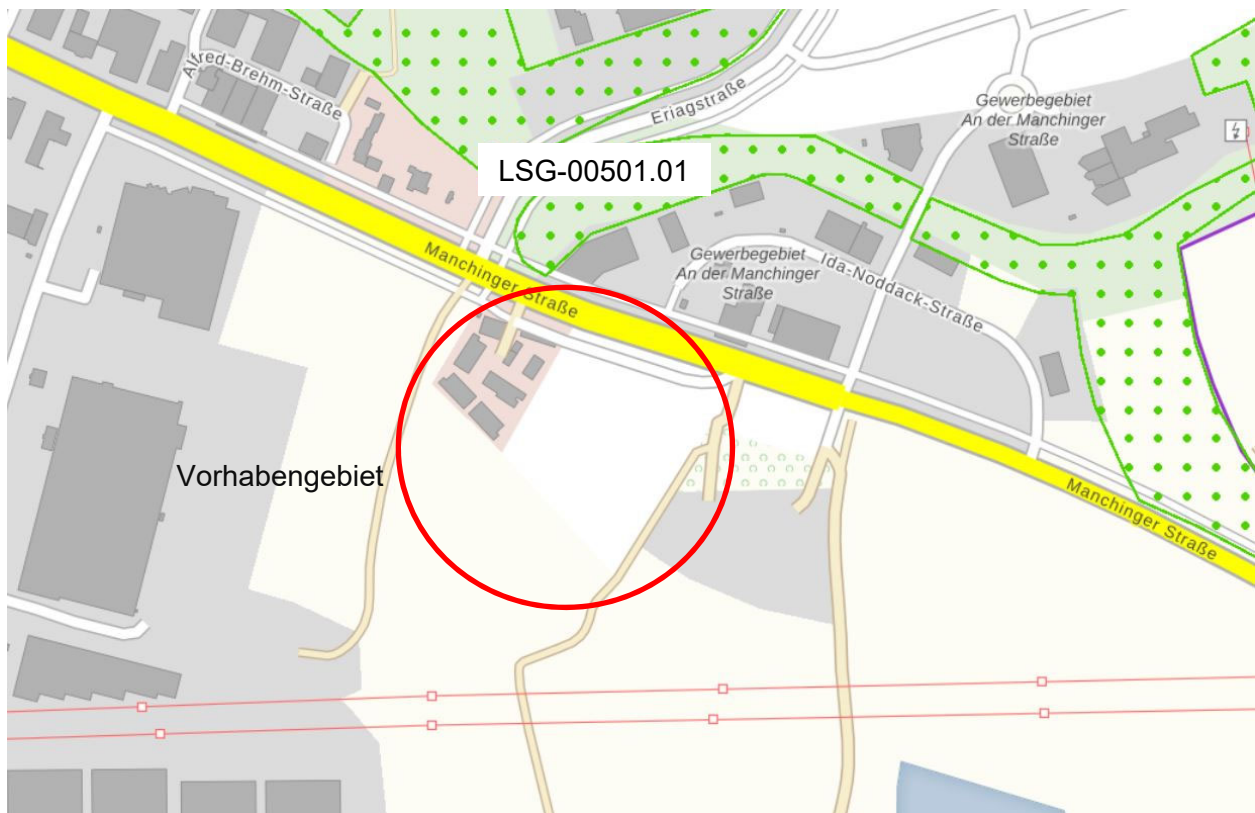 Alfred-Brehm-Straße
Eriagstraße
Gewerbegebiet
An der Manchinger
Straße
LSG-00501.01
Manchinger Straße
Gewerbegebiet
An der Manchinger
Straße
Ida-Noddack-Straße
Vorhabengebiet
Manchinger Straße